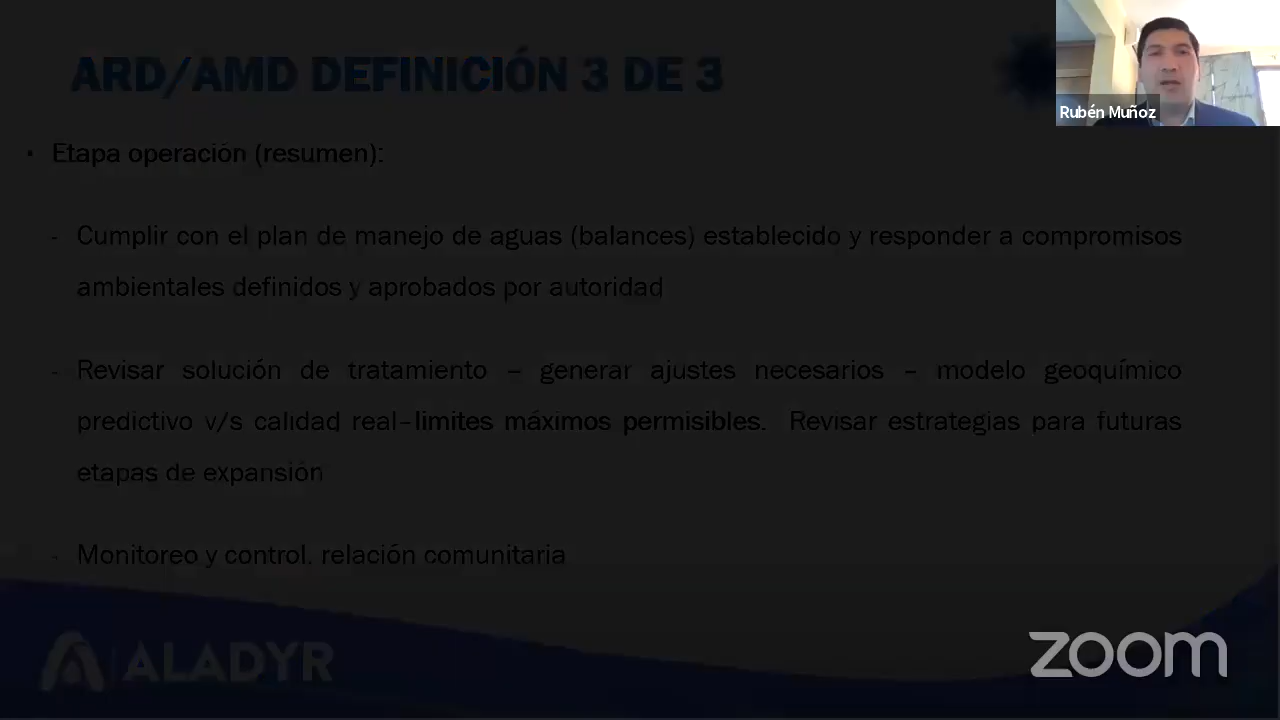 ARD/AMD DEFINICIÓN 3 DE 3
Rubén Muñoz
• Etapa operación (resumen):
- Cumplir con el plan de manejo de aguas (balances) establecido y responder a compromisos
ambientales definidos y aprobados por autoridad
- Revisar solución de tratamiento – generar ajustes necesarios – modelo geoquímico
predictivo v/s calidad real–limites máximos permisibles. Revisar estrategias para futuras
etapas de expansión
- Monitoreo y control. relación comunitaria
ALADYR
zoom